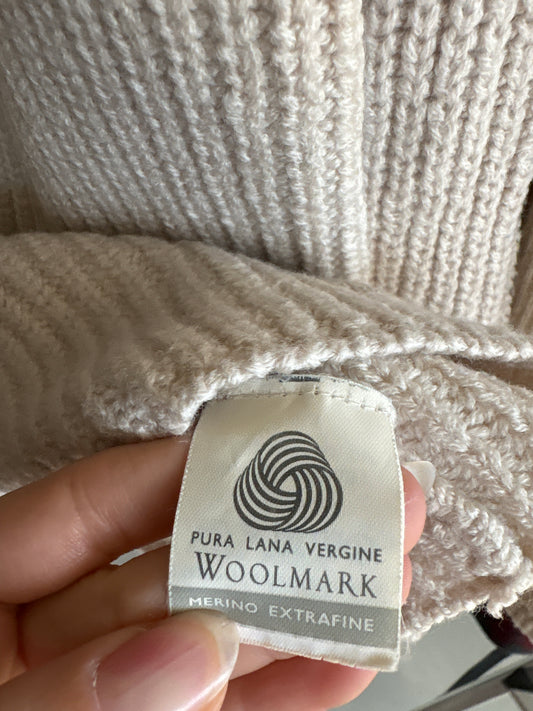 PURA LANA VERGINE
WOOLMARK
MERINO EXTRAFINE